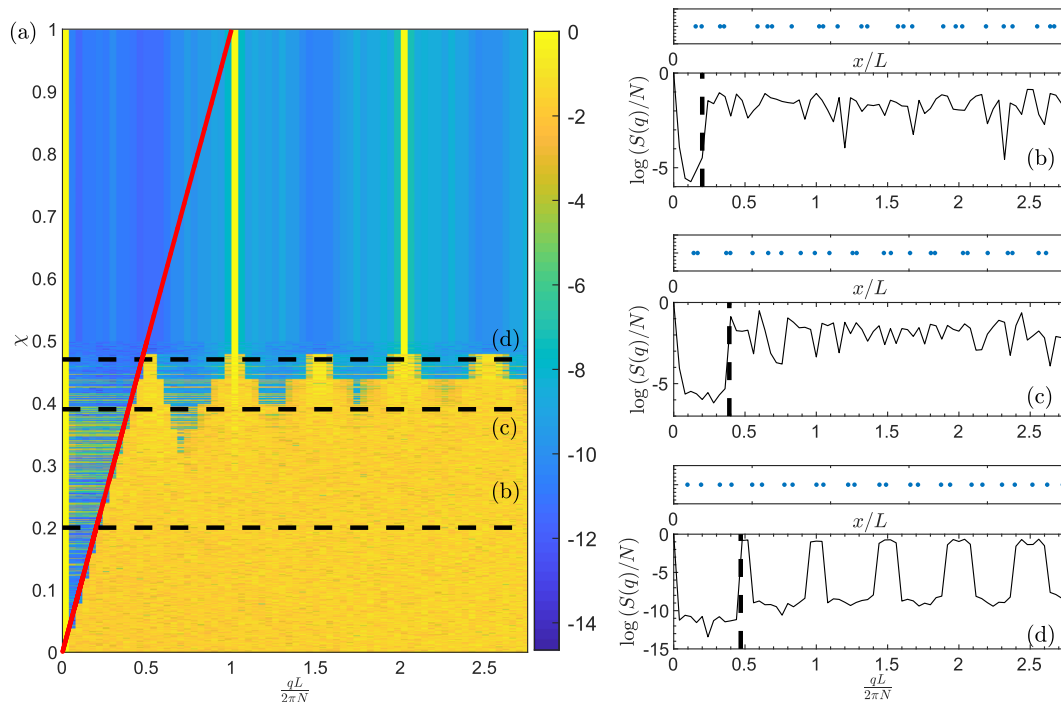 (a)
1
0.9
0.8
0.7
0.6
0.5
0.4
0.3
0.2
0.1
0
χ
(d)
(c)
(b)
0 0.5 1 1.5 2 2.5
qL
2πN
0
-2
-4
-6
-8
-10
-12
-14
0
x/L
0
-5
log (S(q)/N)
(b)
0 0.5 1 1.5 2 2.5
0
x/L
0
-5
log (S(q)/N)
(c)
0 0.5 1 1.5 2 2.5
0
x/L
0
-5
-10
-15
log (S(q)/N)
(d)
0 0.5 1 1.5 2 2.5
qL
2πN